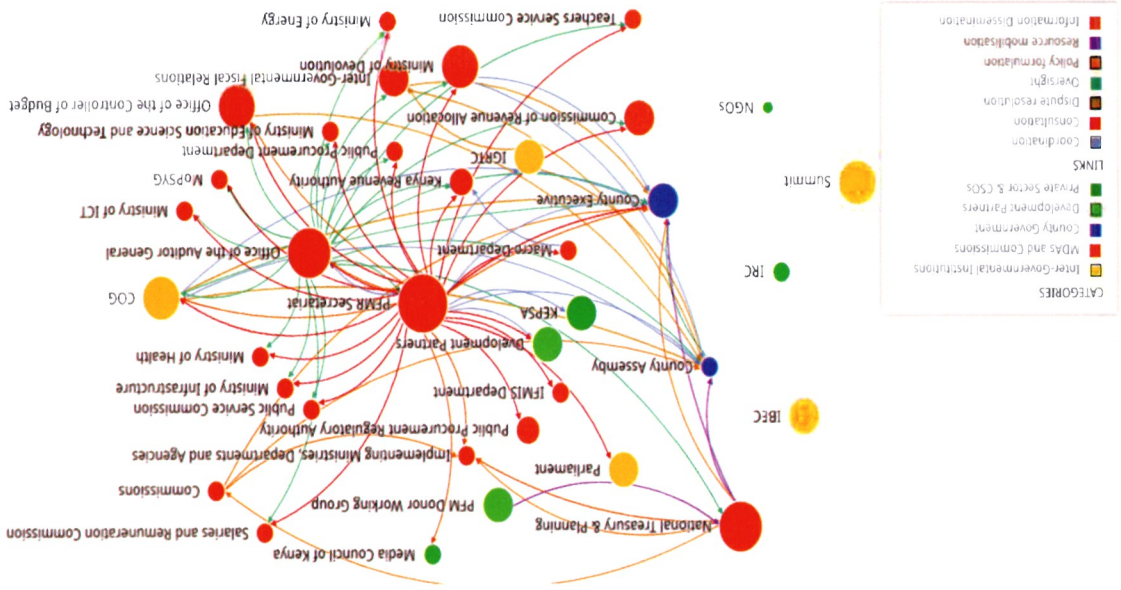 Media Council of Kenya
Salaries and Remuneration Commission
National Treasury & Planning
PFM Donor Working Group
Commissions
Parliament
Implementing Ministries, Departments and Agencies
Public Procurement Regulatory Authority
IBEC
Public Service Commission
IFMIS Department
Ministry of Infrastructure
County Assembly
Ministry of Health
Dvelopment Partners
KEPSA
PFMR Secretariat
COG
IRC
Office of the Auditor General
Macro Department
Ministry of ICT
County Executive
Kenya Revenue Authority
MoPSYG
Summit
IGRTC
Public Procurement Department
Ministry of Education Science and Technology
Commission of Revenue Allocation
NGOs
Office of the Controller of Budget
Inter-Governmental Fiscal Relations
Ministry of Devolution
Ministry of Energy
Teachers Service Commission
CATEGORIES
Inter-Governmental Institutions
MDAs and Commissions
County Government
Development Partners
Private & Sector & CSOs
LINKS
Coordination
Consultation
Dispute resolution
Oversight
Policy formulation
Resource mobilisation
Information Dissemination